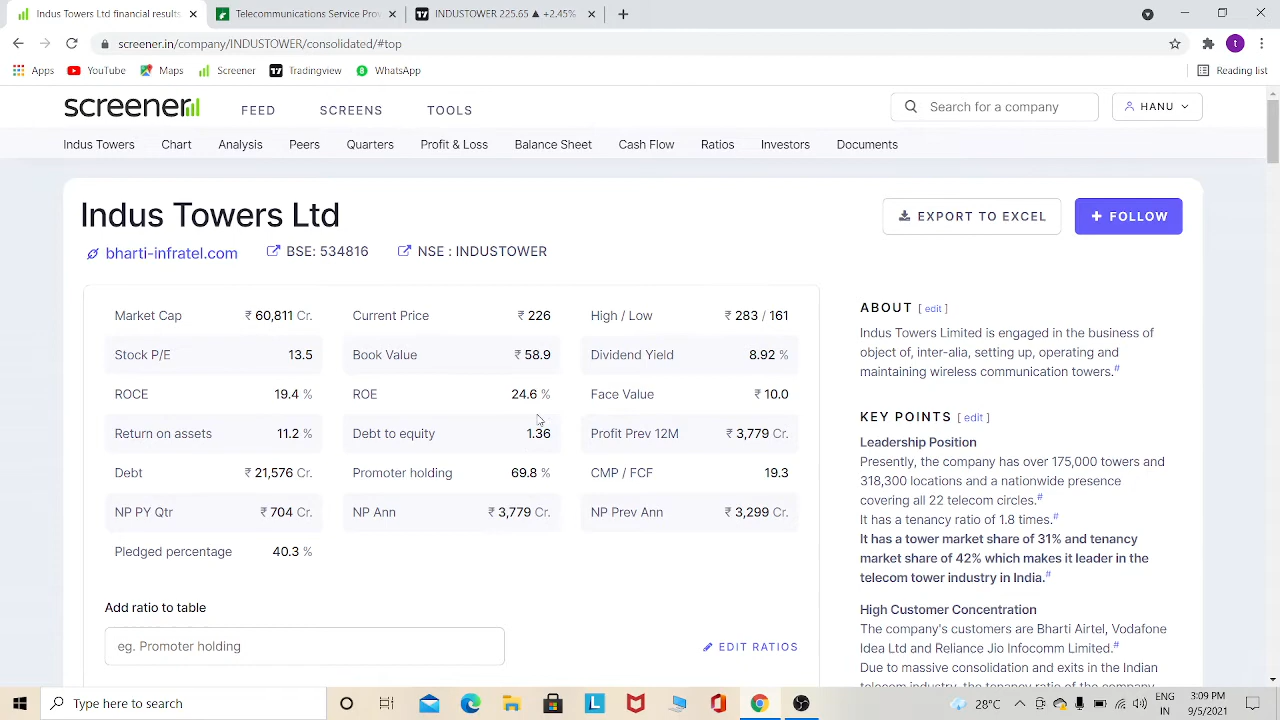 Indus Towers Ltd financial results
Telecommunications Service Prov
INDUSTOWER 225.65 ▲ +2.45%
screener.in/company/INDUSTOWER/consolidated/#top
Apps YouTube Maps Screener Tradingview WhatsApp Reading list
screener FEED SCREENS TOOLS Search for a company HANU
Indus Towers Chart Analysis Peers Quarters Profit & Loss Balance Sheet Cash Flow Ratios Investors Documents
Indus Towers Ltd
EXPORT TO EXCEL + FOLLOW
bharti-infratel.com BSE: 534816 NSE : INDUSTOWER
Market Cap ₹ 60,811 Cr. Current Price ₹ 226 High / Low ₹ 283 / 161
Stock P/E 13.5 Book Value ₹ 58.9 Dividend Yield 8.92 %
ROCE 19.4 % ROE 24.6 % Face Value ₹ 10.0
Return on assets 11.2 % Debt to equity 1.36 Profit Prev 12M ₹ 3,779 Cr.
Debt ₹ 21,576 Cr. Promoter holding 69.8 % CMP / FCF 19.3
NP PY Qtr ₹ 704 Cr. NP Ann ₹ 3,779 Cr. NP Prev Ann ₹ 3,299 Cr.
Pledged percentage 40.3 %
Add ratio to table
eg. Promoter holding
EDIT RATIOS
ABOUT [ edit ]
Indus Towers Limited is engaged in the business of
object of, inter-alia, setting up, operating and
maintaining wireless communication towers.#
KEY POINTS [ edit ]
Leadership Position
Presently, the company has over 175,000 towers and
318,300 locations and a nationwide presence
covering all 22 telecom circles.#
It has a tenancy ratio of 1.8 times.#
It has a tower market share of 31% and tenancy
market share of 42% which makes it leader in the
telecom tower industry in India.#
High Customer Concentration
The company's customers are Bharti Airtel, Vodafone
Idea Ltd and Reliance Jio Infocomm Limited.#
Due to massive consolidation and exits in the Indian
telecom industry, the tenancy ratio of the company
Type here to search
28°C ENG IN 3:09 PM 9/5/2021